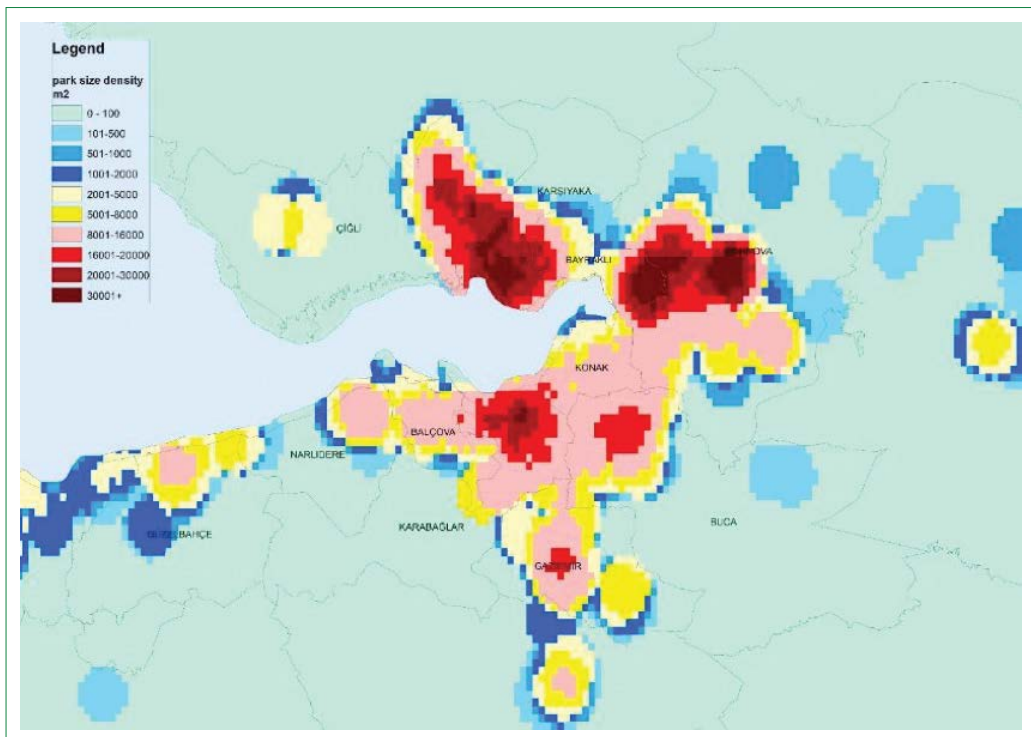 Legend
park size density
m2
0 - 100
101-500
501-1000
1001-2000
2001-5000
5001-8000
8001-16000
16001-20000
20001-30000
30001+
KARŞIYAKA
ÇİĞLİ
BAYRAKLI
KONAK
BALÇOVA
NARLIDERE
KARABAĞLAR
BUCA